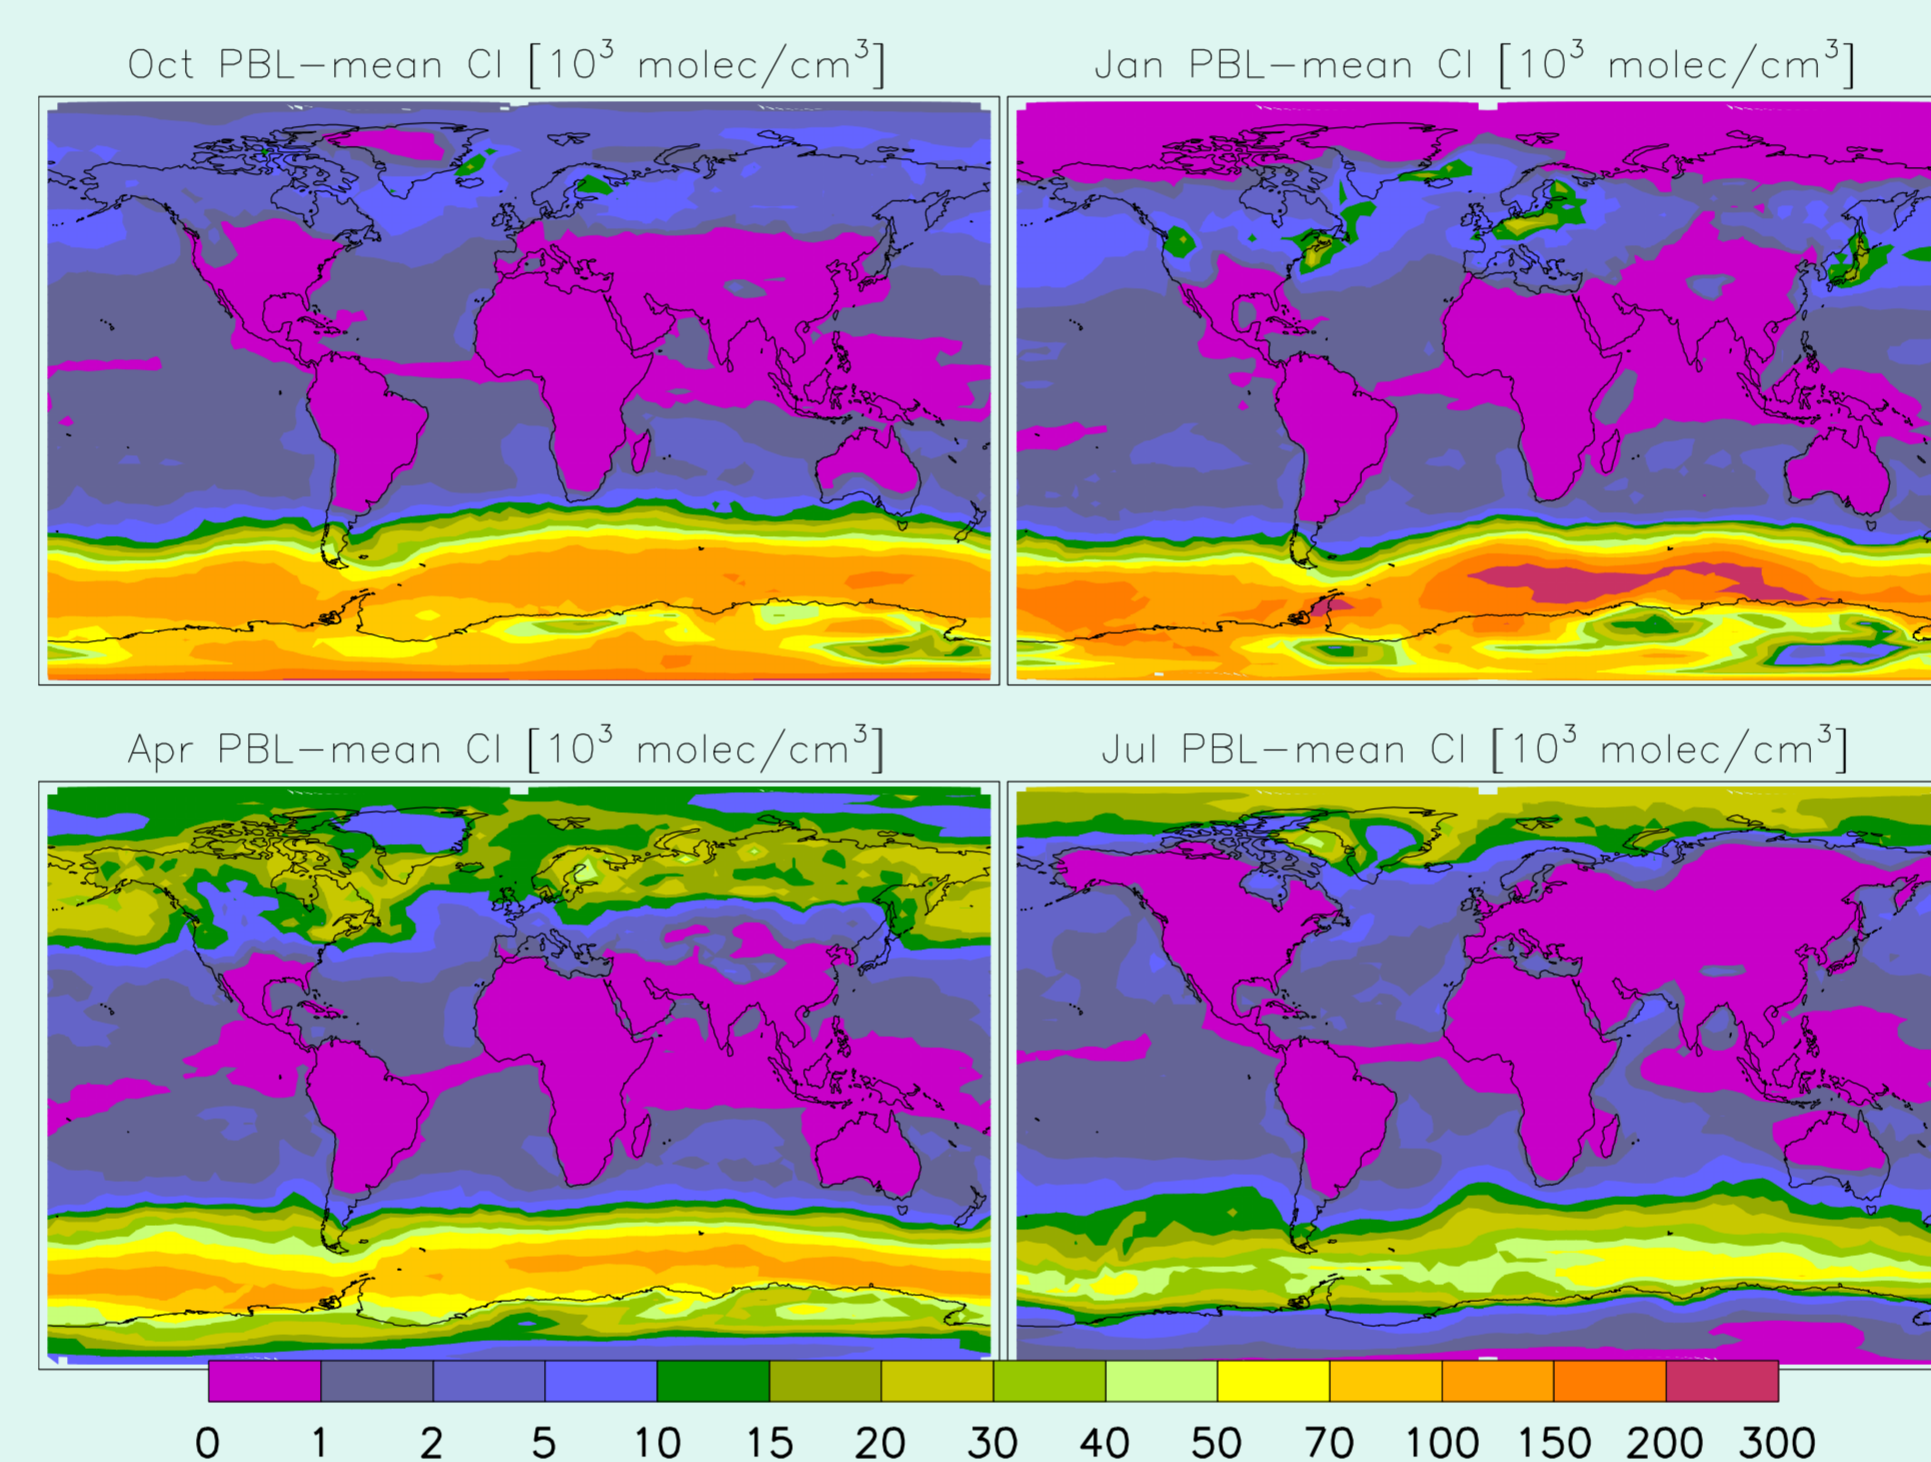 Oct PBL−mean Cl [10³ molec/cm³]
Jan PBL−mean Cl [10³ molec/cm³]
Apr PBL−mean Cl [10³ molec/cm³]
Jul PBL−mean Cl [10³ molec/cm³]
0 1 2 5 10 15 20 30 40 50 70 100 150 200 300